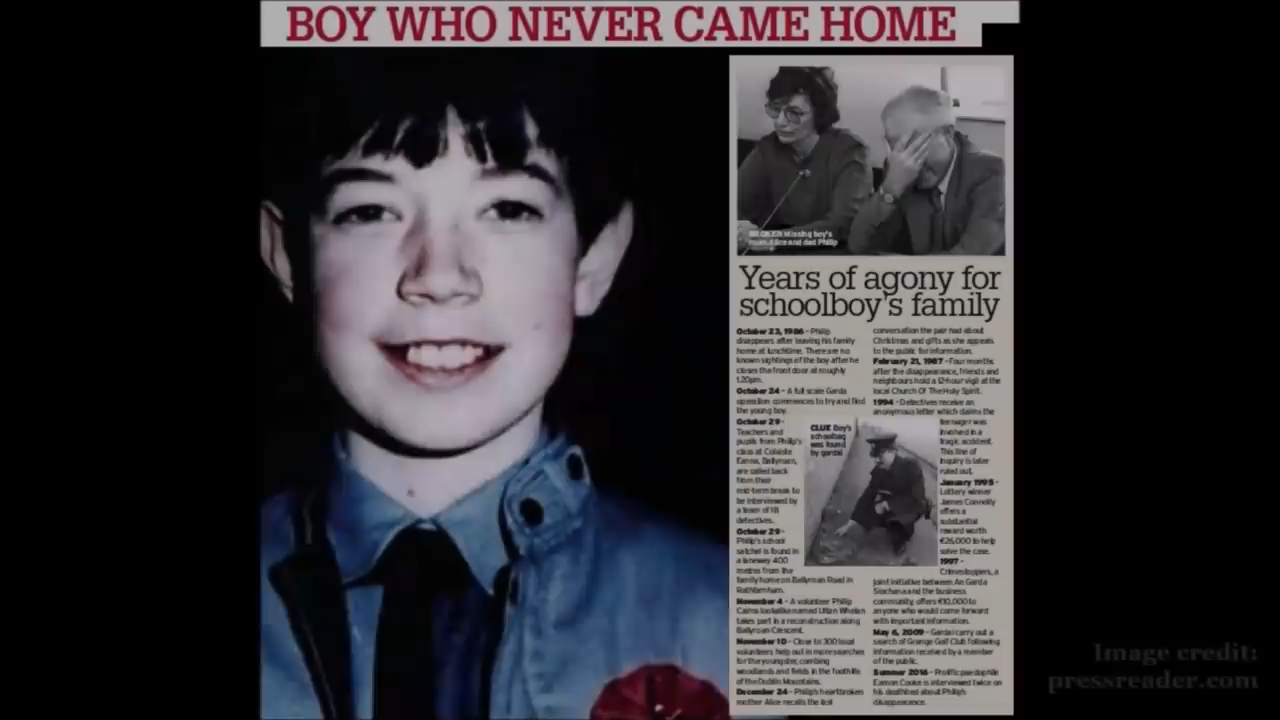 BOY WHO NEVER CAME HOME
BROKEN Missing boy's
mum Alice and dad Philip
Years of agony for
schoolboy's family
October 23, 1986 - Philip
disappears after leaving his family
home at lunchtime. There are no
known sightings of the boy after he
closes the front door at roughly
1.20pm.
October 24 - A full scale Garda
operation commences to try and find
the young boy.
October 29 -
Teachers and
pupils from Philip's
class at Colaiste
Eanna, Ballyroan,
are called back
from their
mid-term break to
be interviewed by
a team of 18
detectives.
October 29 -
Philip's school
satchel is found in
a laneway 400
metres from the
family home on Ballyroan Road in
Rathfarnham.
November 4 - A volunteer Philip
Cairns lookalike named Ultan Whelan
takes part in a reconstruction along
Ballyroan Crescent.
November 10 - Close to 300 local
volunteers help out in more searches
for the youngster, combing
woodlands and fields in the foothills
of the Dublin Mountains.
December 24 - Philip's heartbroken
mother Alice recalls the last
conversation the pair had about
Christmas and gifts as she appeals
to the public for information.
February 21, 1987 - Four months
after the disappearance, friends and
neighbours hold a 12-hour vigil at the
local Church Of The Holy Spirit.
1994 - Detectives receive an
anonymous letter which claims the
teenager was
involved in a
tragic accident.
This line of
inquiry is later
ruled out.
CLUE Boy's
schoolbag
was found
by gardai
January 1995 -
Lottery winner
James Connolly
offers a
substantial
reward worth
€26,000 to help
solve the case.
1997 -
Crimestoppers, a
joint initiative between An Garda
Siochana and the business
community, offers €10,000 to
anyone who would come forward
with important information.
May 6, 2009 - Gardai carry out a
search of Grange Golf Club following
information received by a member
of the public.
Summer 2016 - Prolific paedophile
Eamon Cooke is interviewed twice on
his deathbed about Philip's
disappearance.
Image credit:
pressreader.com